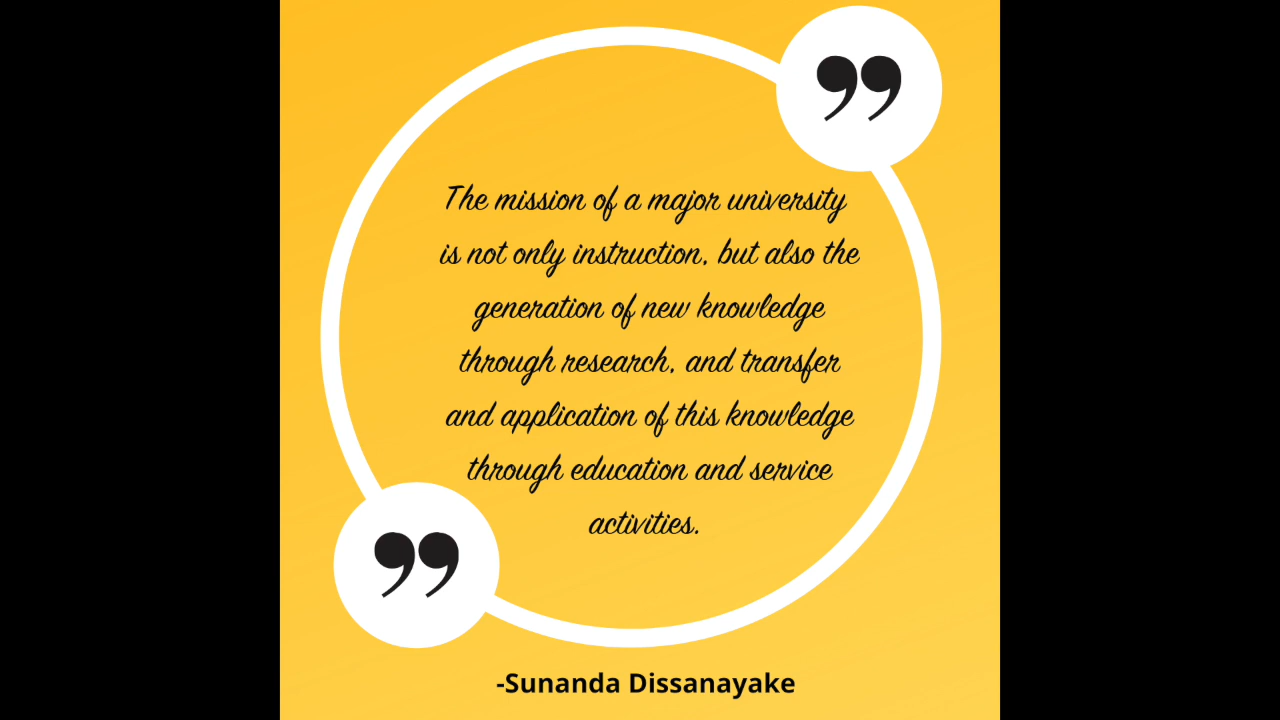 ”
The mission of a major university
is not only instruction, but also the
generation of new knowledge
through research, and transfer
and application of this knowledge
through education and service
activities.
”
-Sunanda Dissanayake